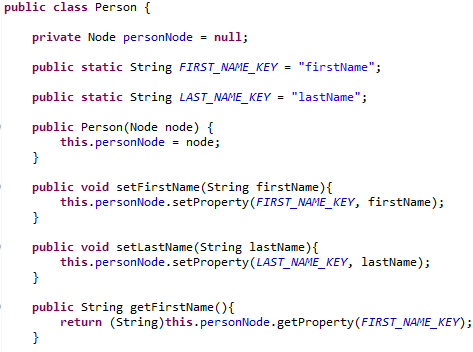 public class Person {
private Node personNode = null;
public static String FIRST_NAME_KEY = "firstName";
public static String LAST_NAME_KEY = "lastName";
public Person(Node node) {
this.personNode = node;
}
public void setFirstName(String firstName){
this.personNode.setProperty(FIRST_NAME_KEY, firstName);
}
public void setLastName(String lastName){
this.personNode.setProperty(LAST_NAME_KEY, lastName);
}
public String getFirstName(){
return (String)this.personNode.getProperty(FIRST_NAME_KEY);
}